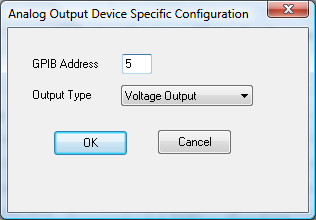 Analog Output Device Specific Configuration
GPIB Address 5
Output Type Voltage Output
OK Cancel